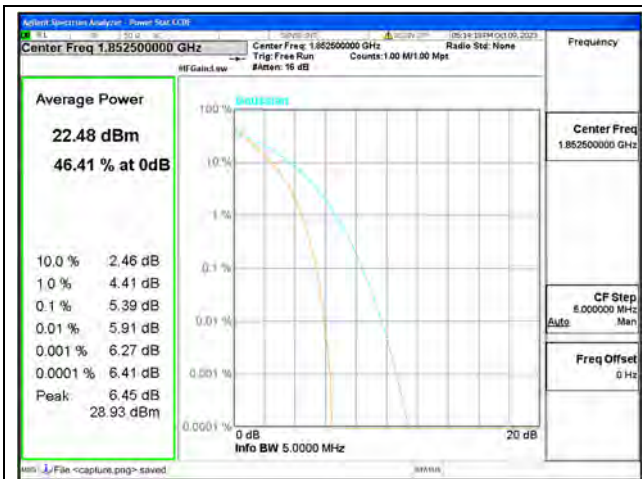 Agilent Spectrum Analyzer - Power Stat CCDF
Center Freq 1.852500000 GHz
Center Freq: 1.852500000 GHz
Radio Std: None
Trig: Free Run
Counts:1.00 M/1.00 Mpt
#IFGain:Low
#Atten: 16 dB
Frequency
Average Power
22.48 dBm
46.41 % at 0dB
10.0 % 2.46 dB
1.0 % 4.41 dB
0.1 % 5.39 dB
0.01 % 5.91 dB
0.001 % 6.27 dB
0.0001 % 6.41 dB
Peak 6.45 dB
28.93 dBm
Gaussian
100 %
10 %
1 %
0.1 %
0.01 %
0.001 %
0.0001 %
0 dB
20 dB
Info BW 5.0000 MHz
Center Freq
1.852500000 GHz
CF Step
5.000000 MHz
Auto Man
Freq Offset
0 Hz
MSG File <capture.png> saved
STATUS